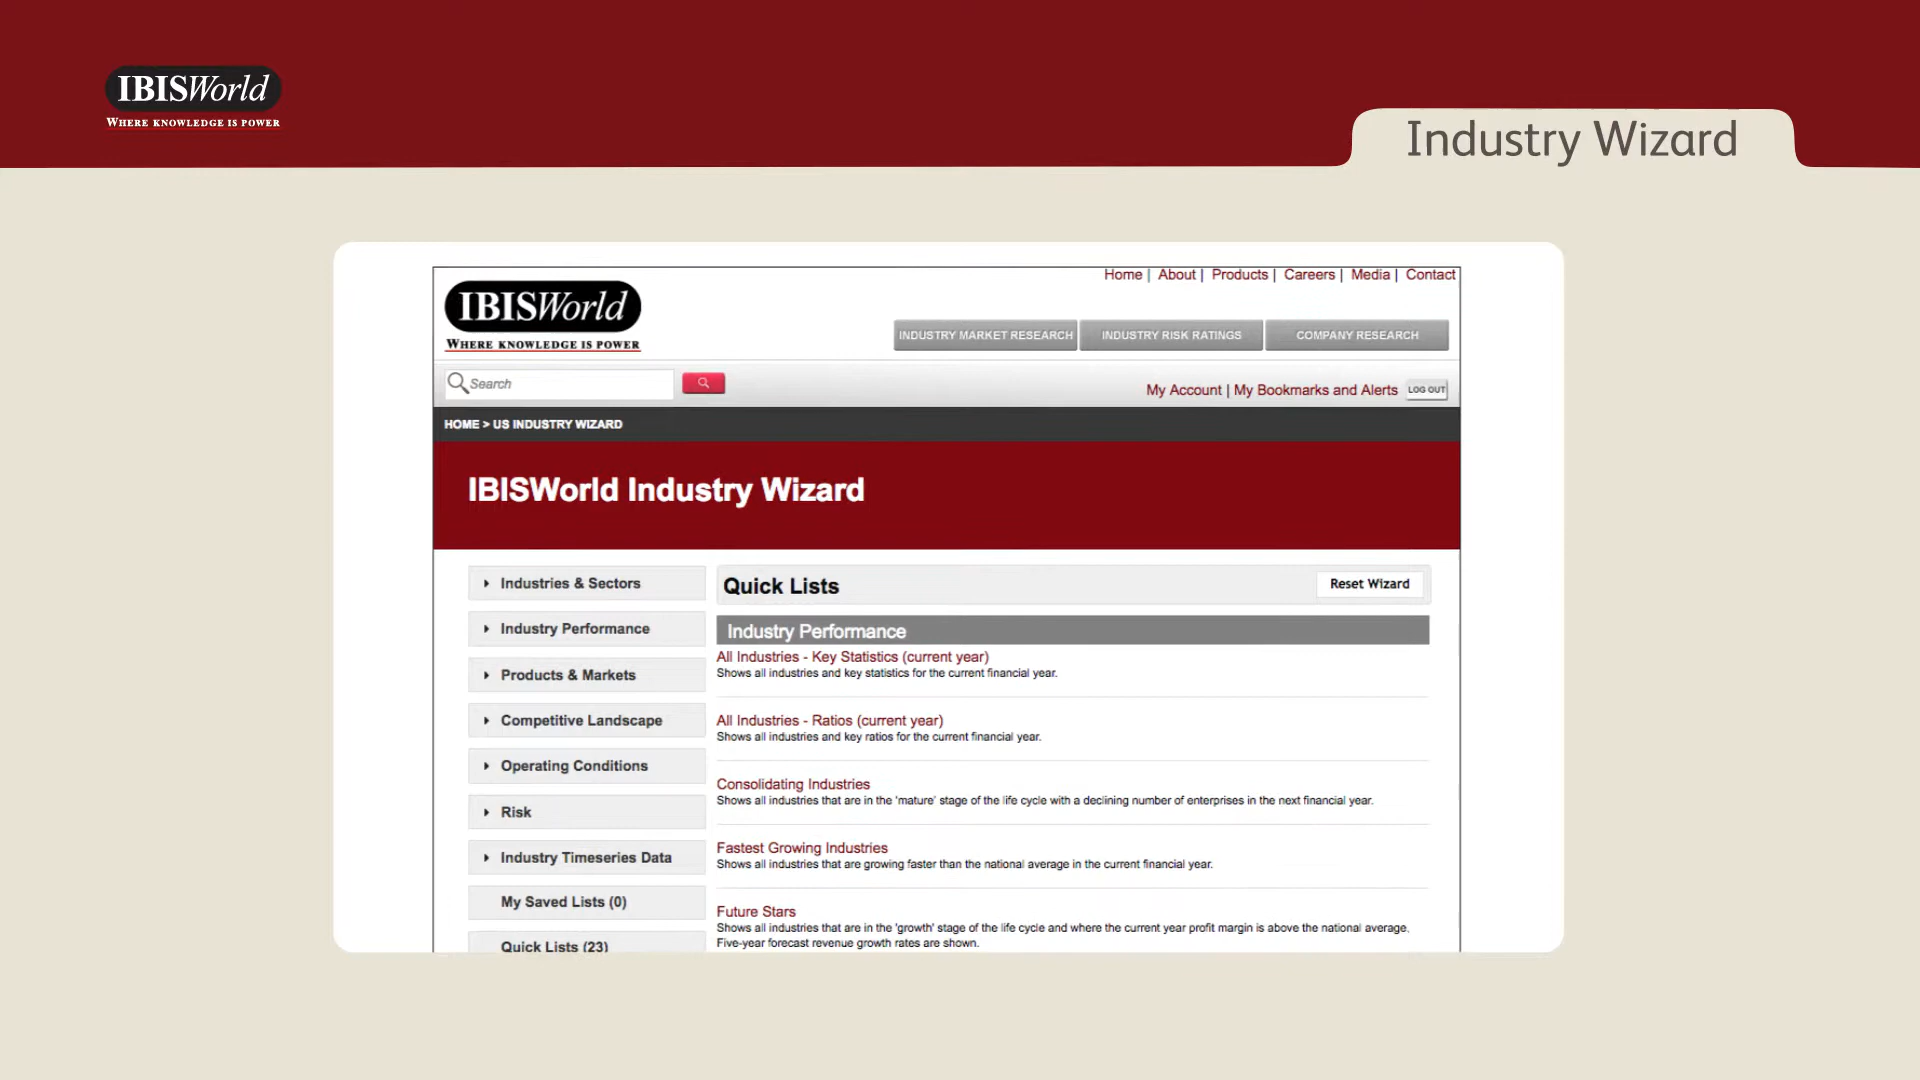 IBISWorld
WHERE KNOWLEDGE IS POWER
Industry Wizard
Home | About | Products | Careers | Media | Contact
IBISWorld
WHERE KNOWLEDGE IS POWER
INDUSTRY MARKET RESEARCH INDUSTRY RISK RATINGS COMPANY RESEARCH
Search
My Account | My Bookmarks and Alerts LOG OUT
HOME > US INDUSTRY WIZARD
IBISWorld Industry Wizard
Industries & Sectors
Industry Performance
Products & Markets
Competitive Landscape
Operating Conditions
Risk
Industry Timeseries Data
My Saved Lists (0)
Quick Lists (23)
Quick Lists
Reset Wizard
Industry Performance
All Industries - Key Statistics (current year)
Shows all industries and key statistics for the current financial year.
All Industries - Ratios (current year)
Shows all industries and key ratios for the current financial year.
Consolidating Industries
Shows all industries that are in the 'mature' stage of the life cycle with a declining number of enterprises in the next financial year.
Fastest Growing Industries
Shows all industries that are growing faster than the national average in the current financial year.
Future Stars
Shows all industries that are in the 'growth' stage of the life cycle and where the current year profit margin is above the national average.
Five-year forecast revenue growth rates are shown.